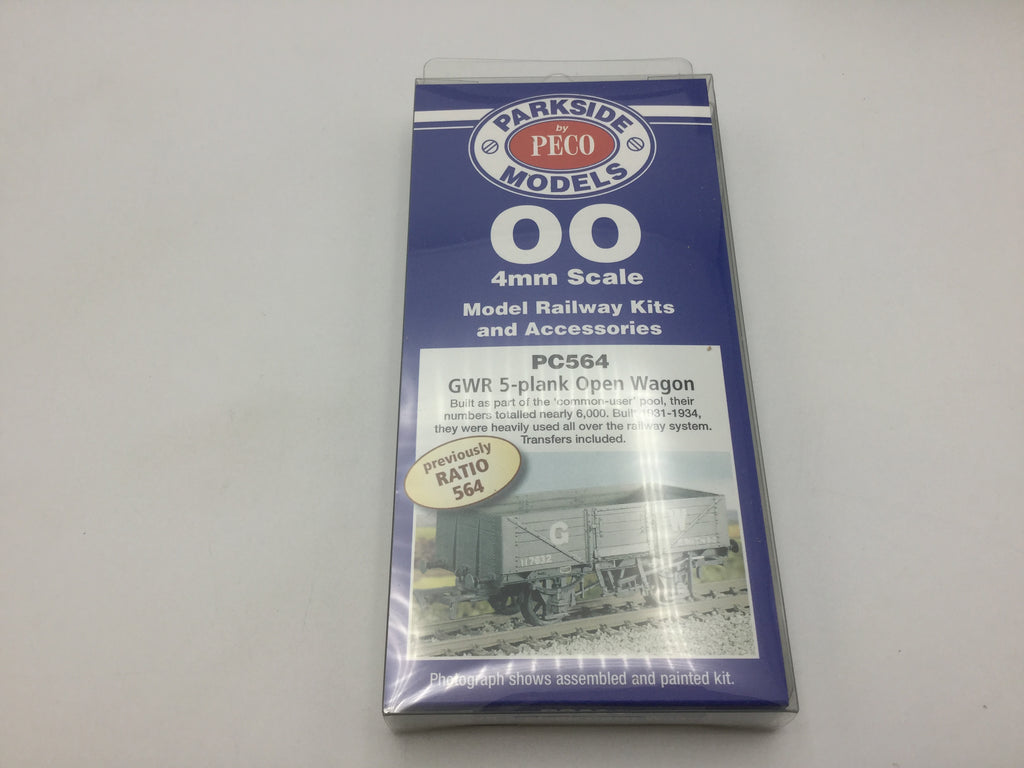 PARKSIDE
by
PECO
MODELS
OO
4mm Scale
Model Railway Kits
and Accessories
PC564
GWR 5-plank Open Wagon
Built as part of the 'common-user' pool, their
numbers totalled nearly 6,000. Built 1931-1934,
they were heavily used all over the railway system.
Transfers included.
previously
RATIO
564
G W
117032
Photograph shows assembled and painted kit.